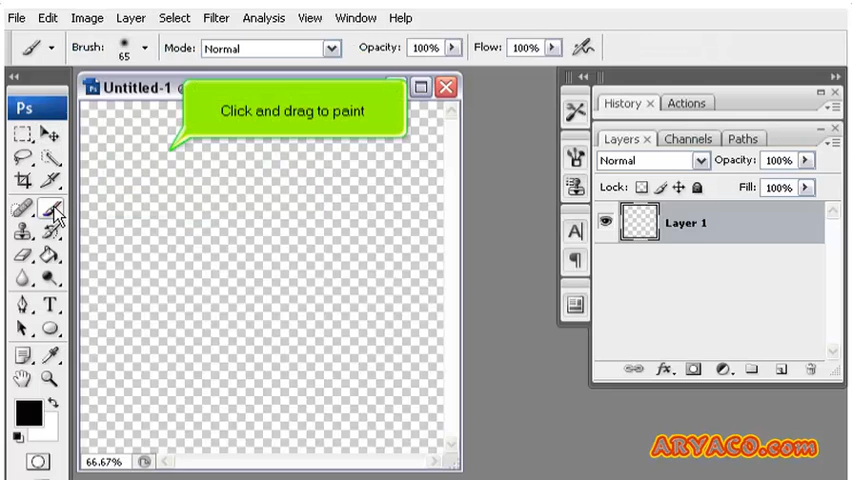 File Edit Image Layer Select Filter Analysis View Window Help
Brush: 65 Mode: Normal Opacity: 100% Flow: 100%
Ps
Untitled-1
Click and drag to paint
History × Actions
Layers × Channels Paths
Normal Opacity: 100%
Lock: Fill: 100%
Layer 1
T
A
fx
66.67%
ARYACO.com